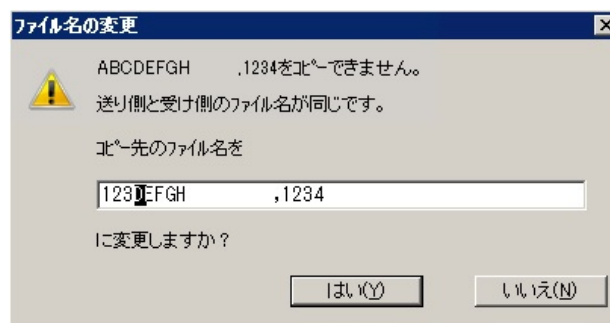 ファイル名の変更
ABCDEFGH .1234をコピーできません。
送り側と受け側のファイル名が同じです。
コピー先のファイル名を
123DEFGH ,1234
に変更しますか？
はい(Y) いいえ(N)